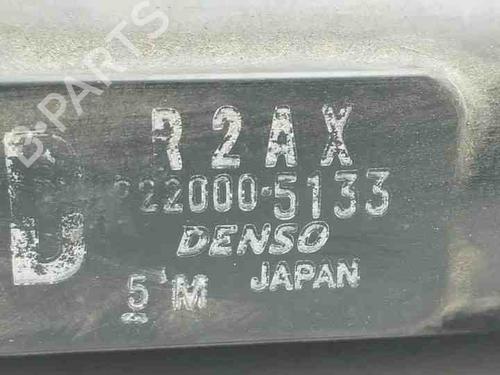 B-PARTS
R2AX
D
222000-5133
DENSO
5 M JAPAN